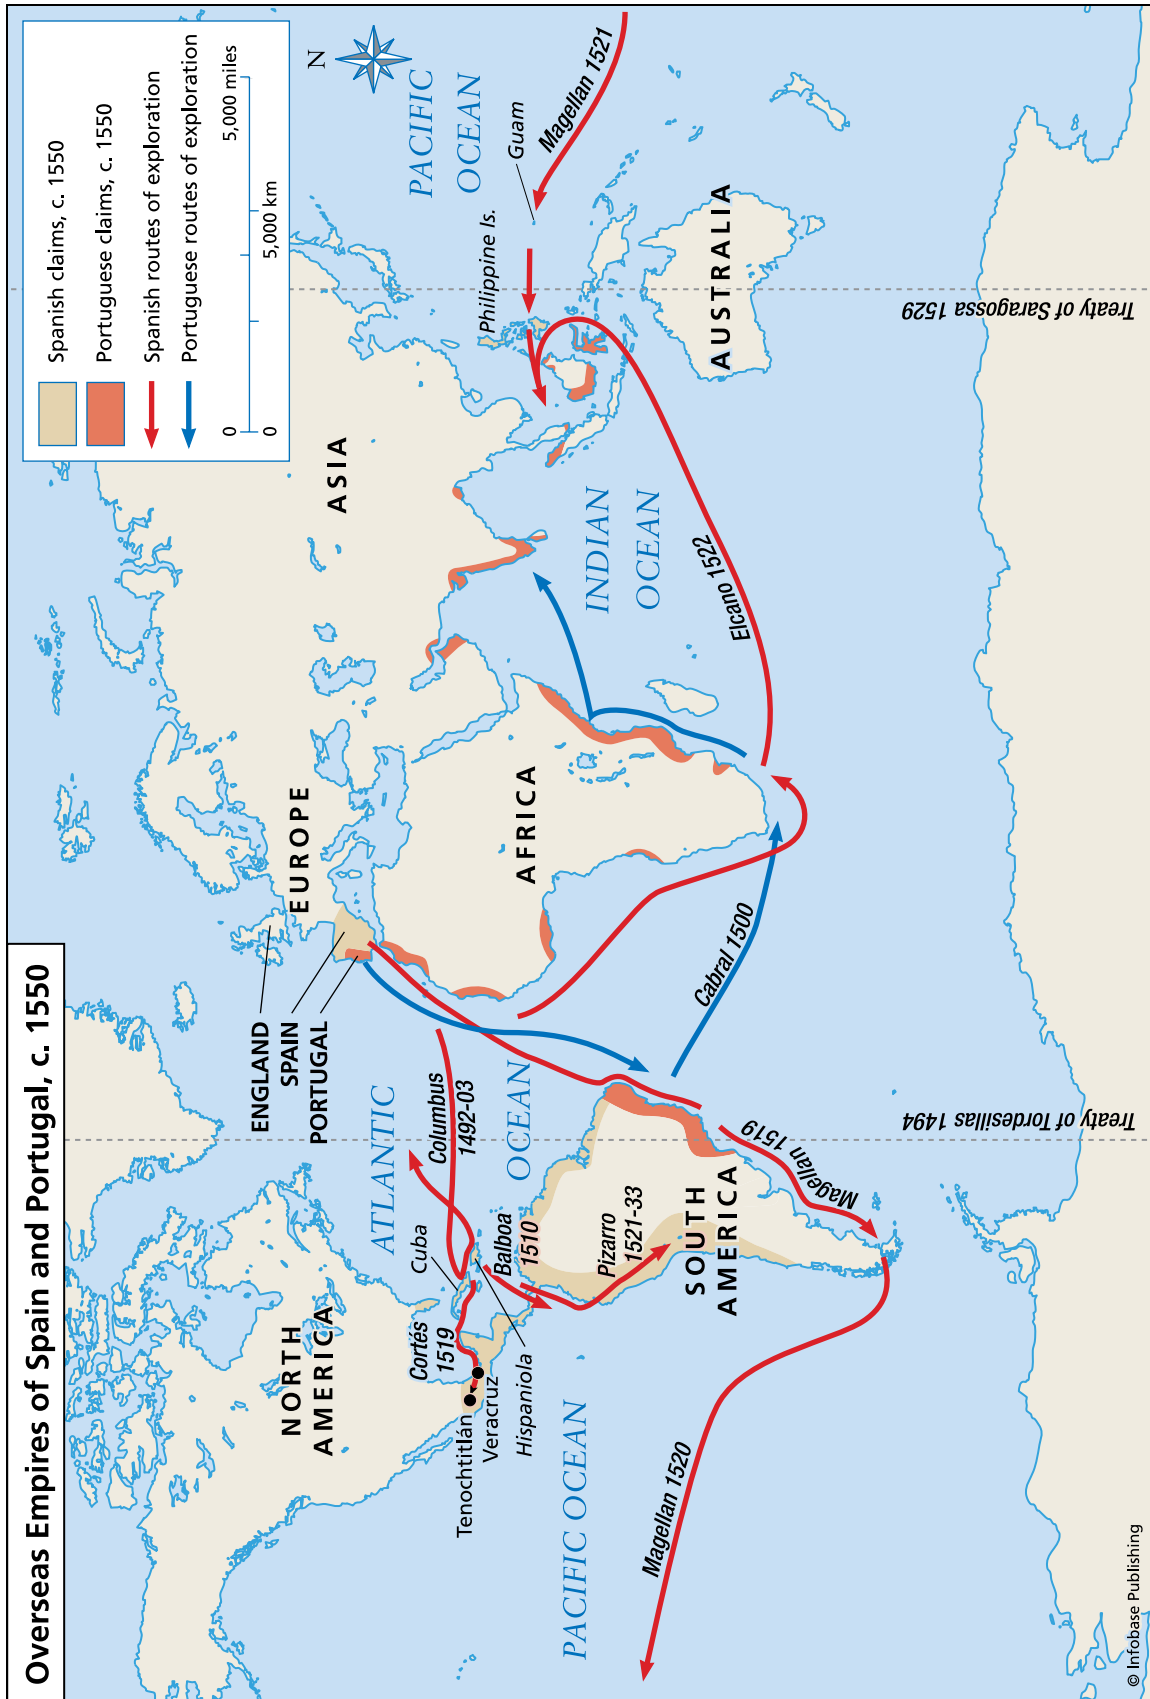 Overseas Empires of Spain and Portugal, c. 1550
Spanish claims, c. 1550
Portuguese claims, c. 1550
Spanish routes of exploration
Portuguese routes of exploration
0
5,000 miles
0
5,000 km
N
NORTH
AMERICA
ATLANTIC
OCEAN
ENGLAND
SPAIN
PORTUGAL
EUROPE
ASIA
PACIFIC
OCEAN
Columbus
1492-03
Cuba
Cortés
1519
Tenochtitlán
Veracruz
Hispaniola
Balboa
1510
Pizarro
1521-33
SOUTH
AMERICA
AFRICA
INDIAN
OCEAN
Philippine Is.
Guam
Magellan 1521
AUSTRALIA
PACIFIC OCEAN
Magellan 1520
Magellan 1519
Cabral 1500
Elcano 1522
Treaty of Tordesillas 1494
Treaty of Saragossa 1529
© Infobase Publishing